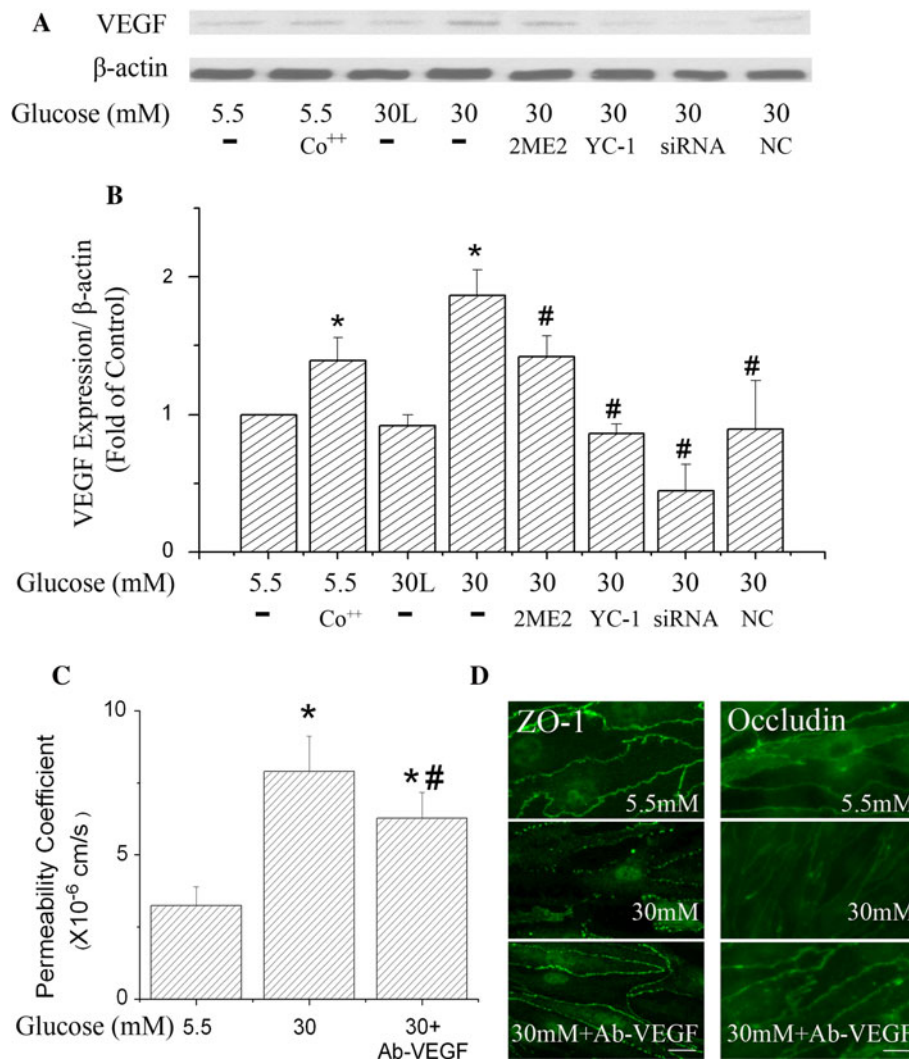 A
VEGF
β-actin
Glucose (mM) 5.5 5.5 30L 30 30 30 30 30
- Co++ - - 2ME2 YC-1 siRNA NC
B
VEGF Expression/ β-actin
(Fold of Control)
2
1
0
* * # # # #
Glucose (mM) 5.5 5.5 30L 30 30 30 30 30
- Co++ - - 2ME2 YC-1 siRNA NC
C
Permeability Coefficient
(X10-6 cm/s)
10
5
0
* *#
Glucose (mM) 5.5 30 30+
Ab-VEGF
D
ZO-1 Occludin
5.5mM 5.5mM
30mM 30mM
30mM+Ab-VEGF 30mM+Ab-VEGF